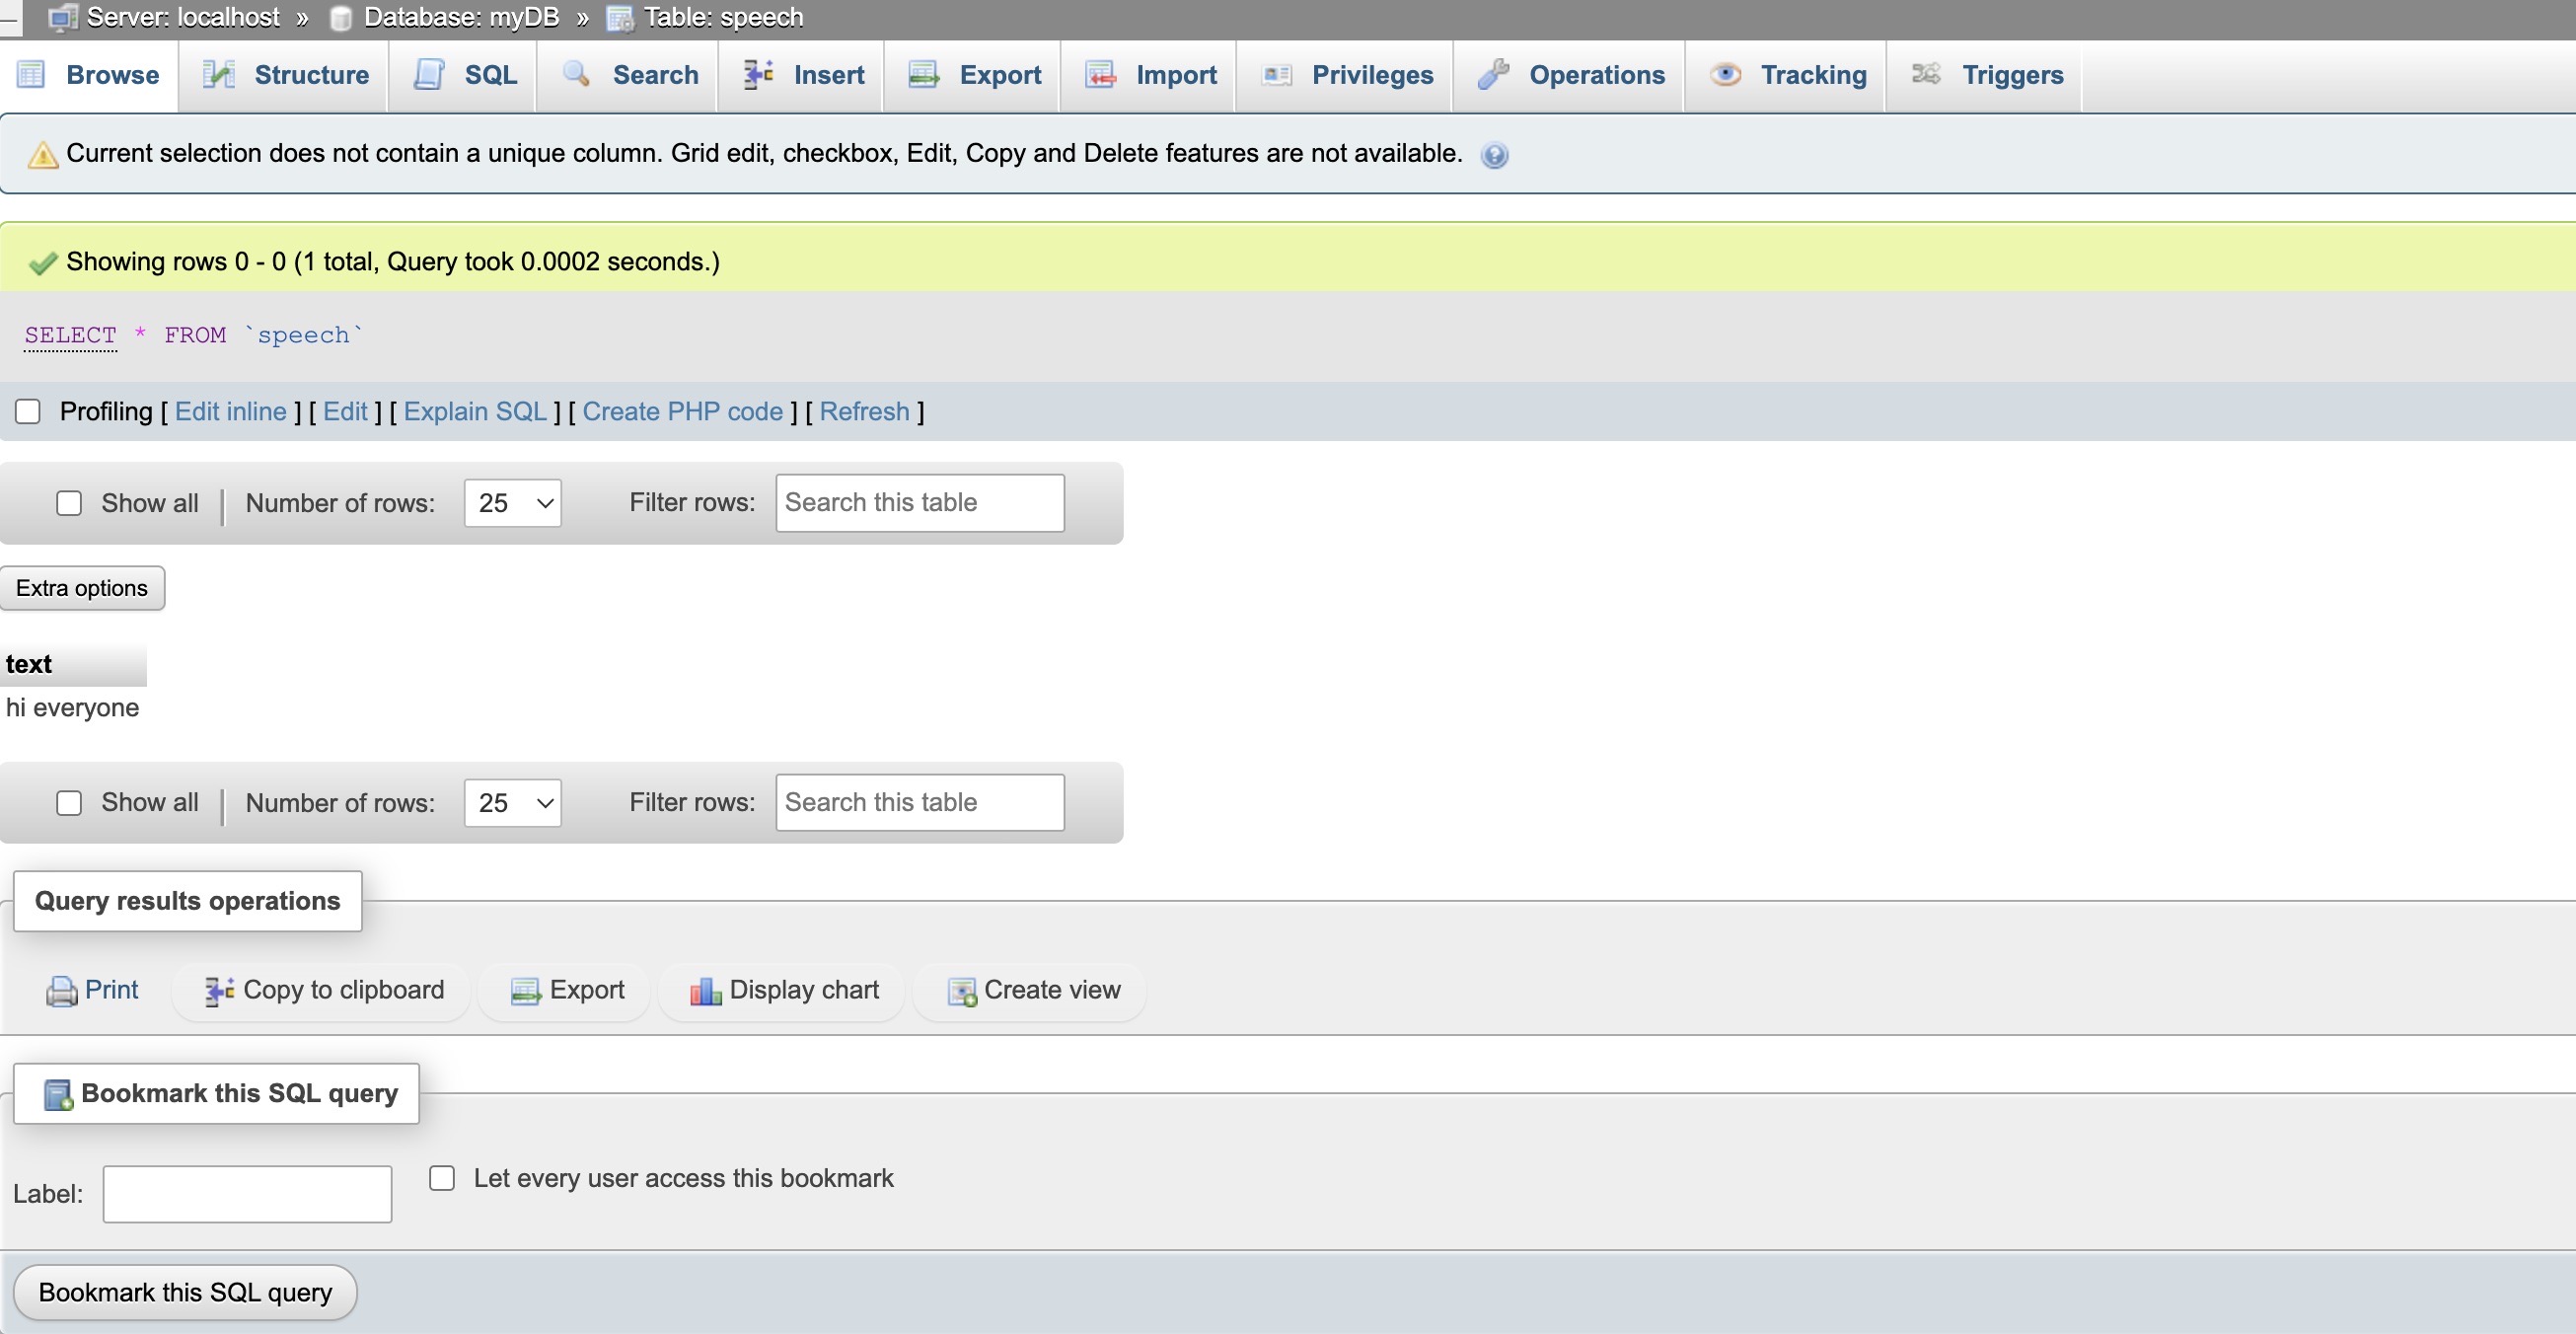 Server: localhost » Database: myDB » Table: speech
Browse Structure SQL Search Insert Export Import Privileges Operations Tracking Triggers
Current selection does not contain a unique column. Grid edit, checkbox, Edit, Copy and Delete features are not available.
Showing rows 0 - 0 (1 total, Query took 0.0002 seconds.)
SELECT * FROM `speech`
Profiling [ Edit inline ] [ Edit ] [ Explain SQL ] [ Create PHP code ] [ Refresh ]
Show all | Number of rows: 25 Filter rows: Search this table
Extra options
text
hi everyone
Show all | Number of rows: 25 Filter rows: Search this table
Query results operations
Print Copy to clipboard Export Display chart Create view
Bookmark this SQL query
Label: Let every user access this bookmark
Bookmark this SQL query